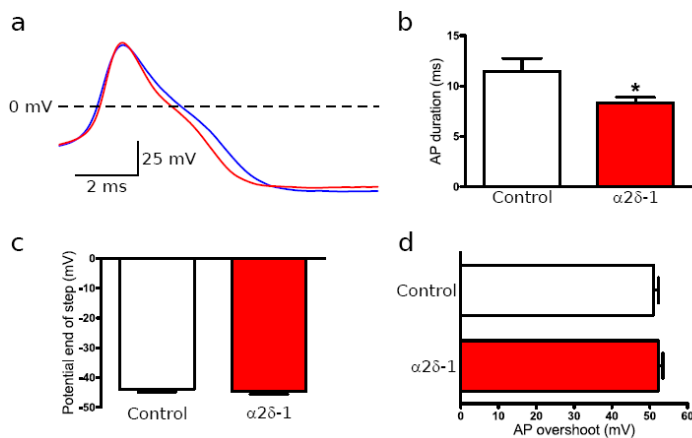 a
0 mV
25 mV
2 ms
b
AP duration (ms)
15
10
5
0
*
Control
α2δ-1
c
Potential end of step (mV)
0
-10
-20
-30
-40
-50
Control
α2δ-1
d
Control
α2δ-1
0 10 20 30 40 50 60
AP overshoot (mV)